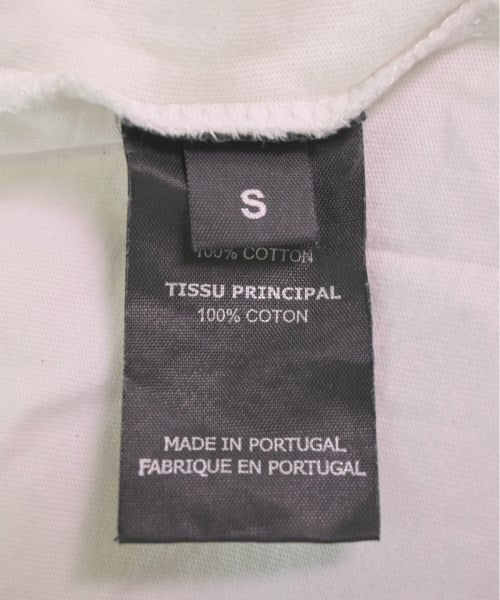 S
100% COTTON
TISSU PRINCIPAL
100% COTON
MADE IN PORTUGAL
FABRIQUE EN PORTUGAL